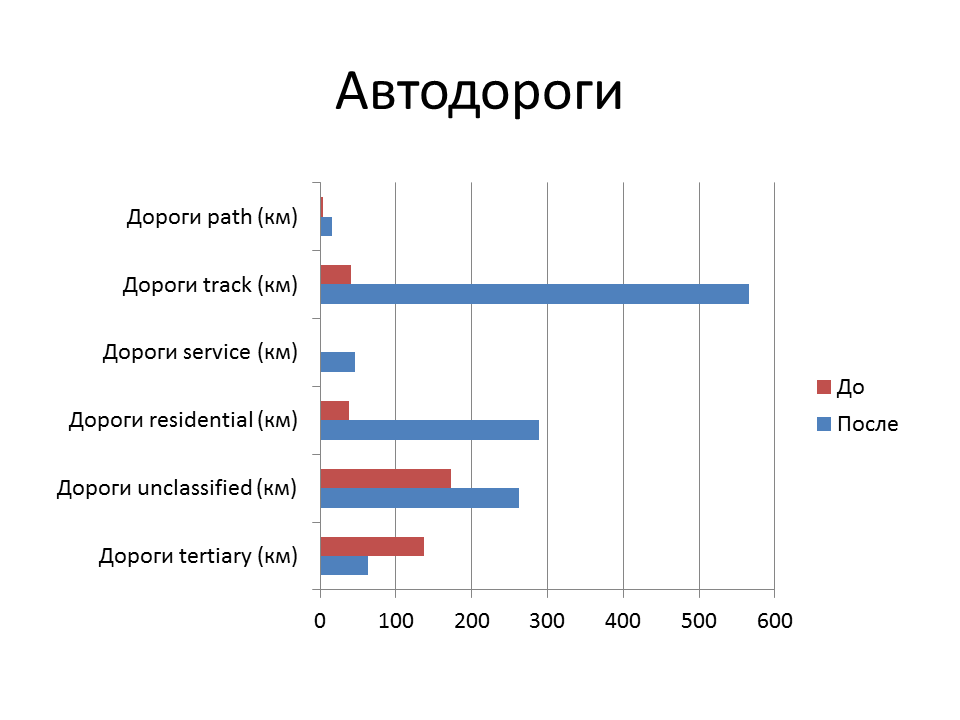 Автодороги
Дороги path (км)
Дороги track (км)
Дороги service (км)
Дороги residential (км)
Дороги unclassified (км)
Дороги tertiary (км)
0 100 200 300 400 500 600
До
После